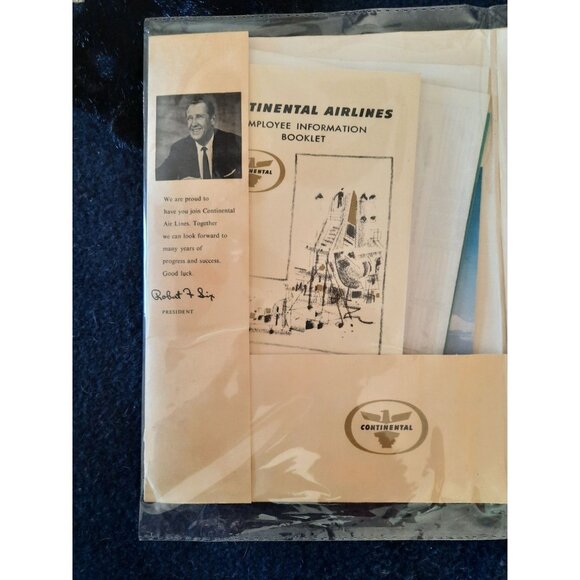 We are proud to
have you join Continental
Air Lines. Together
we can look forward to
many years of
progress and success.
Good luck.
Robert F Six
PRESIDENT
TINENTAL AIRLINES
MPLOYEE INFORMATION
BOOKLET
NENTAL
CONTINENTAL